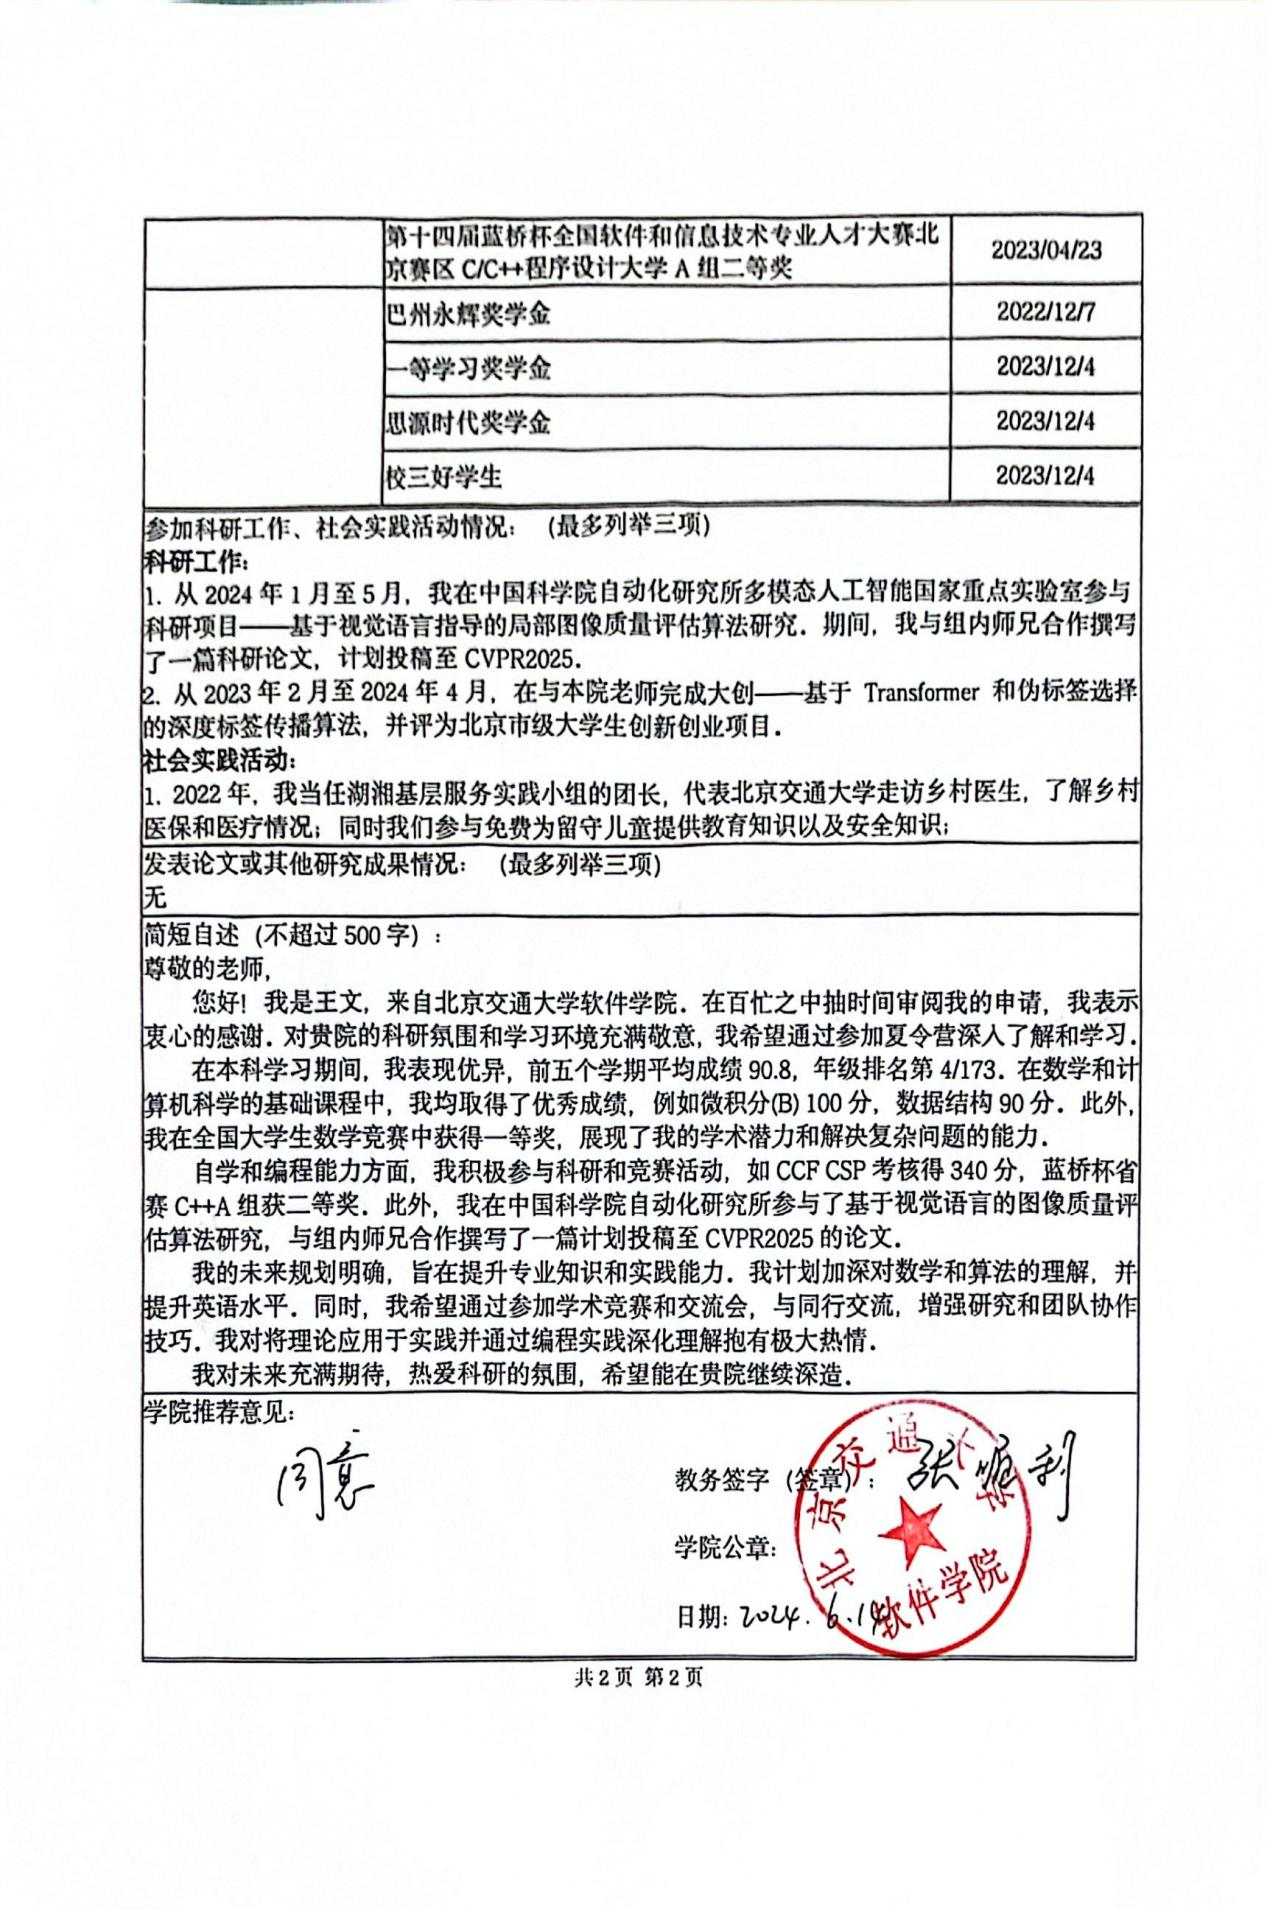 第十四届蓝桥杯全国软件和信息技术专业人才大赛北
京赛区 C/C++程序设计大学 A 组二等奖
2023/04/23
巴州永辉奖学金
2022/12/7
一等学习奖学金
2023/12/4
思源时代奖学金
2023/12/4
校三好学生
2023/12/4
参加科研工作、社会实践活动情况：（最多列举三项）
科研工作：
1. 从 2024 年 1 月至 5 月，我在中国科学院自动化研究所多模态人工智能国家重点实验室参与
科研项目——基于视觉语言指导的局部图像质量评估算法研究．期间，我与组内师兄合作撰写
了一篇科研论文，计划投稿至 CVPR2025．
2. 从 2023 年 2 月至 2024 年 4 月，在与本院老师完成大创——基于 Transformer 和伪标签选择
的深度标签传播算法，并评为北京市级大学生创新创业项目．
社会实践活动：
1. 2022 年，我当任湖湘基层服务实践小组的团长，代表北京交通大学走访乡村医生，了解乡村
医保和医疗情况；同时我们参与免费为留守儿童提供教育知识以及安全知识；
发表论文或其他研究成果情况：（最多列举三项）
无
简短自述（不超过 500 字）：
尊敬的老师，
您好！我是王文，来自北京交通大学软件学院．在百忙之中抽时间审阅我的申请，我表示
衷心的感谢．对贵院的科研氛围和学习环境充满敬意，我希望通过参加夏令营深入了解和学习．
在本科学习期间，我表现优异，前五个学期平均成绩 90.8，年级排名第 4/173．在数学和计
算机科学的基础课程中，我均取得了优秀成绩，例如微积分(B) 100 分，数据结构 90 分．此外，
我在全国大学生数学竞赛中获得一等奖，展现了我的学术潜力和解决复杂问题的能力．
自学和编程能力方面，我积极参与科研和竞赛活动，如 CCF CSP 考核得 340 分，蓝桥杯省
赛 C++A 组获二等奖．此外，我在中国科学院自动化研究所参与了基于视觉语言的图像质量评
估算法研究，与组内师兄合作撰写了一篇计划投稿至 CVPR2025 的论文．
我的未来规划明确，旨在提升专业知识和实践能力．我计划加深对数学和算法的理解，并
提升英语水平．同时，我希望通过参加学术竞赛和交流会，与同行交流，增强研究和团队协作
技巧．我对将理论应用于实践并通过编程实践深化理解抱有极大热情．
我对未来充满期待，热爱科研的氛围，希望能在贵院继续深造．
学院推荐意见：
同意
教务签字（签章）：张顺利
学院公章：
北京交通大学
软件学院
日期：2024.6.14
共 2 页 第 2 页